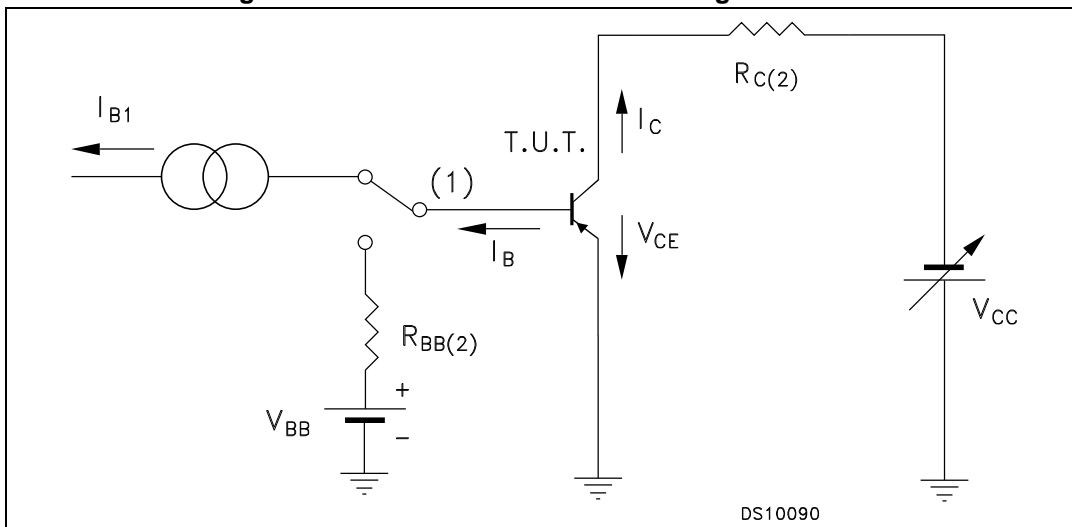 I_B1
R_C(2)
I_C
T.U.T.
(1)
V_CE
I_B
V_CC
R_BB(2)
+
V_BB
−
DS10090